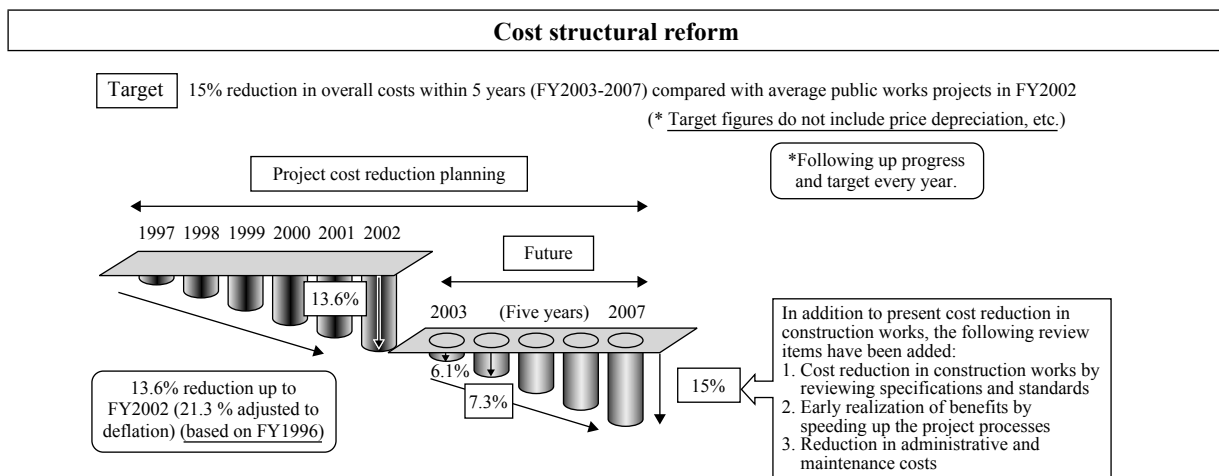 Cost structural reform
Target
15% reduction in overall costs within 5 years (FY2003-2007) compared with average public works projects in FY2002
(* Target figures do not include price depreciation, etc.)
*Following up progress
and target every year.
Project cost reduction planning
1997 1998 1999 2000 2001 2002
Future
13.6%
2003 (Five years) 2007
6.1%
7.3%
15%
13.6% reduction up to
FY2002 (21.3 % adjusted to
deflation) (based on FY1996)
In addition to present cost reduction in
construction works, the following review
items have been added:
1. Cost reduction in construction works by
reviewing specifications and standards
2. Early realization of benefits by
speeding up the project processes
3. Reduction in administrative and
maintenance costs